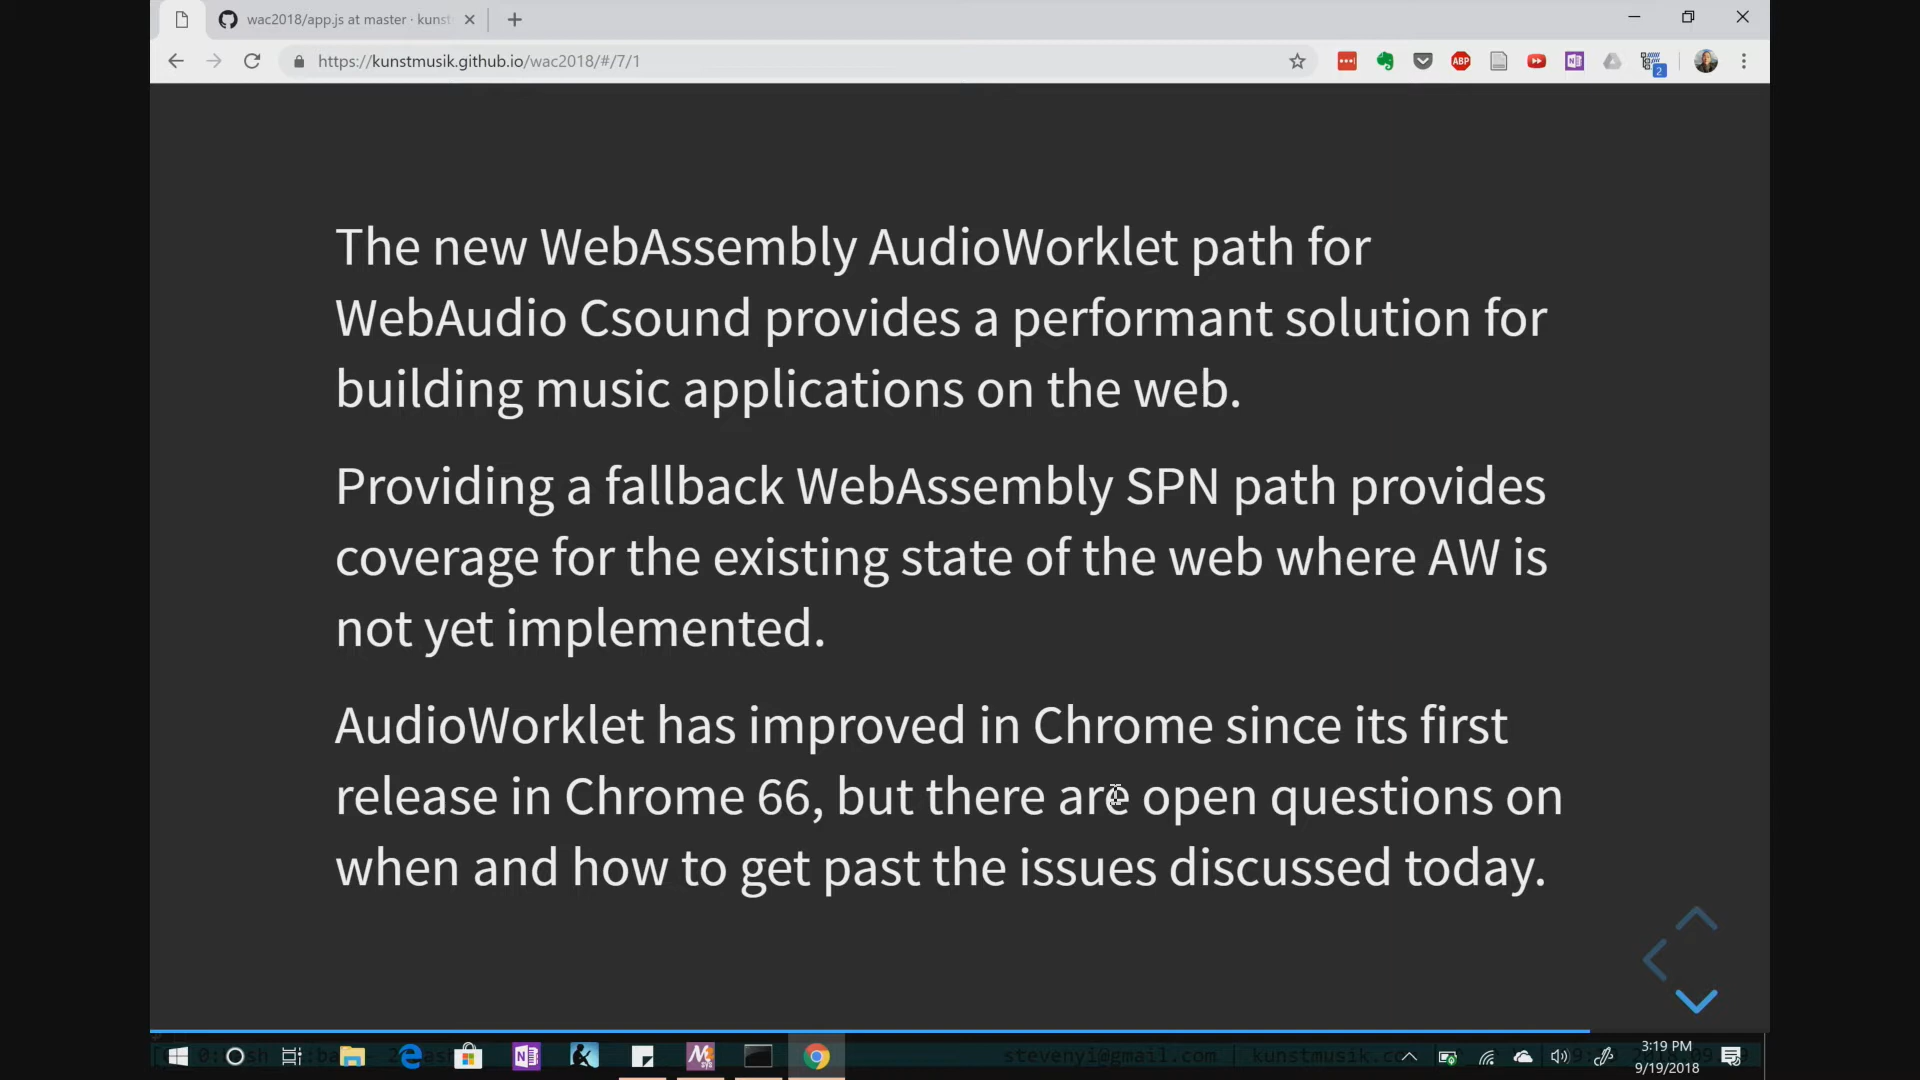 wac2018/app.js at master · kunst
https://kunstmusik.github.io/wac2018/#/7/1
ABP
2
The new WebAssembly AudioWorklet path for
WebAudio Csound provides a performant solution for
building music applications on the web.
Providing a fallback WebAssembly SPN path provides
coverage for the existing state of the web where AW is
not yet implemented.
AudioWorklet has improved in Chrome since its first
release in Chrome 66, but there are open questions on
when and how to get past the issues discussed today.
stevenyi@gmail.com | kunstmusik.co
3:19 PM
9/19/2018